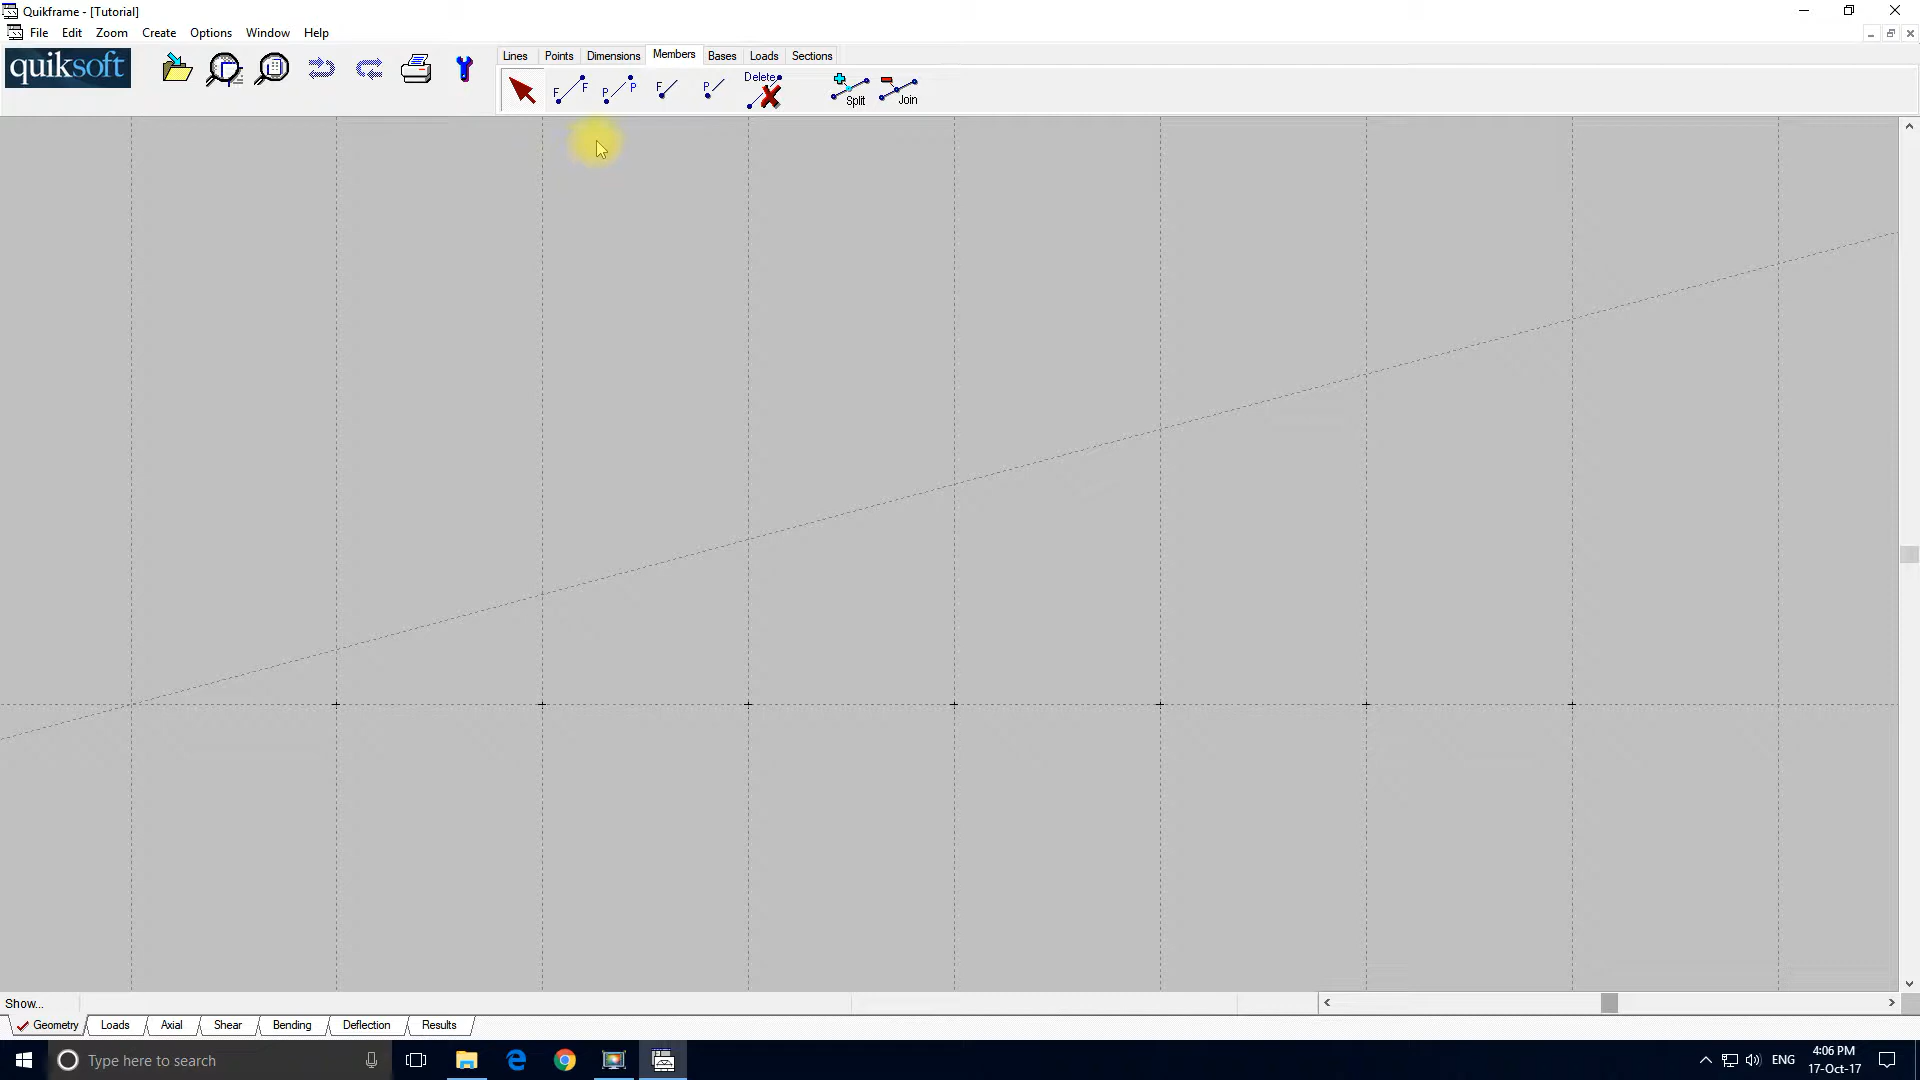 Quikframe - [Tutorial]
File Edit Zoom Create Options Window Help
quiksoft
Lines Points Dimensions Members Bases Loads Sections
F F P P F P Delete Split Join
Show...
Geometry Loads Axial Shear Bending Deflection Results
Type here to search
ENG
4:06 PM
17-Oct-17